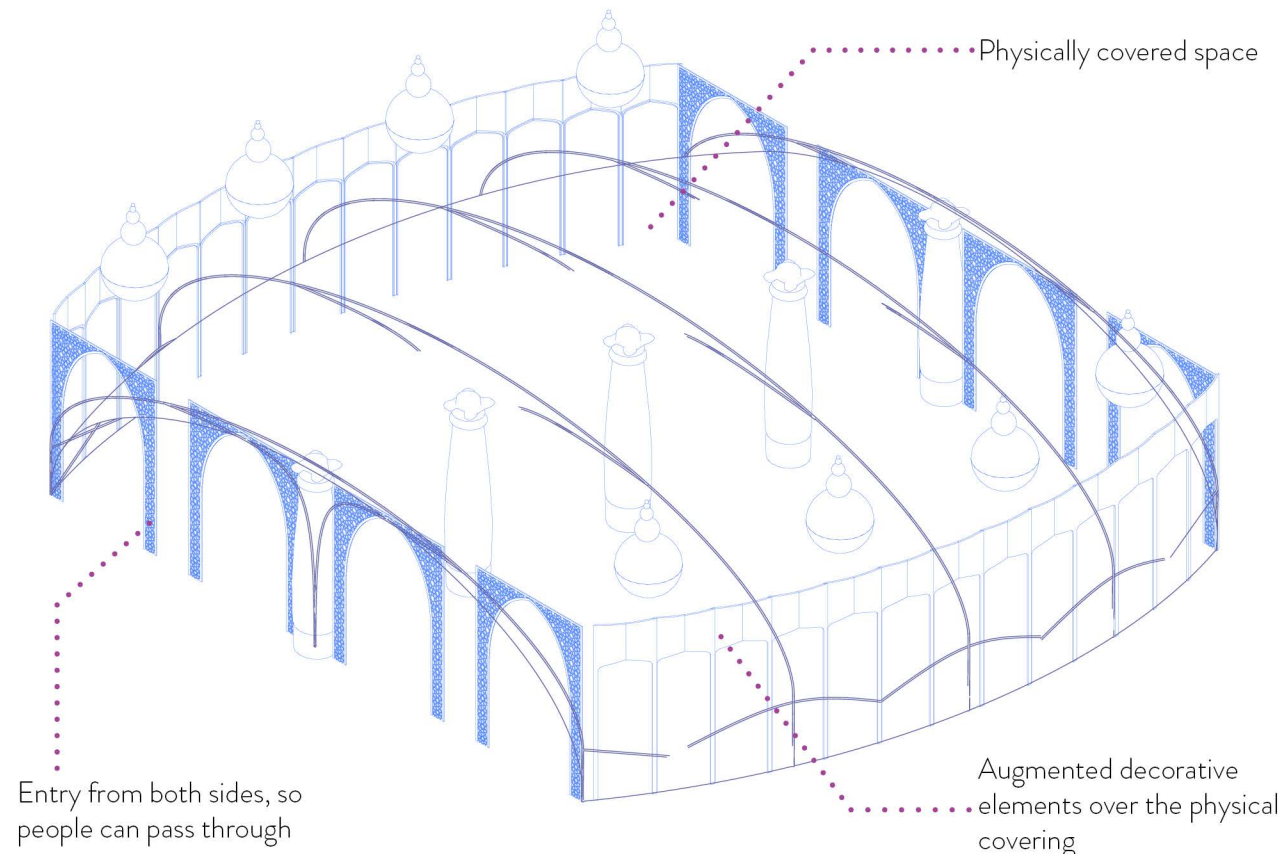 Physically covered space
Entry from both sides, so
people can pass through
Augmented decorative
elements over the physical
covering